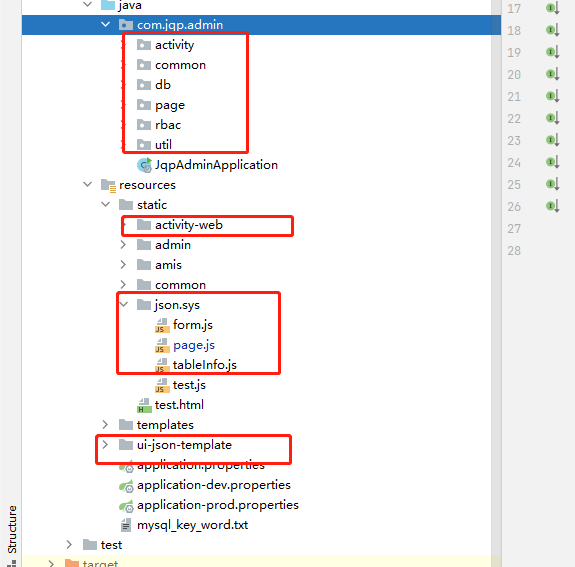 java
com.jqp.admin
activity
common
db
page
rbac
util
JqpAdminApplication
resources
static
activity-web
admin
amis
common
json.sys
form.js
page.js
tableInfo.js
test.js
test.html
templates
ui-json-template
application.properties
application-dev.properties
application-prod.properties
mysql_key_word.txt
test
target
Structure
17
18
19
20
21
22
23
24
25
26
27
28